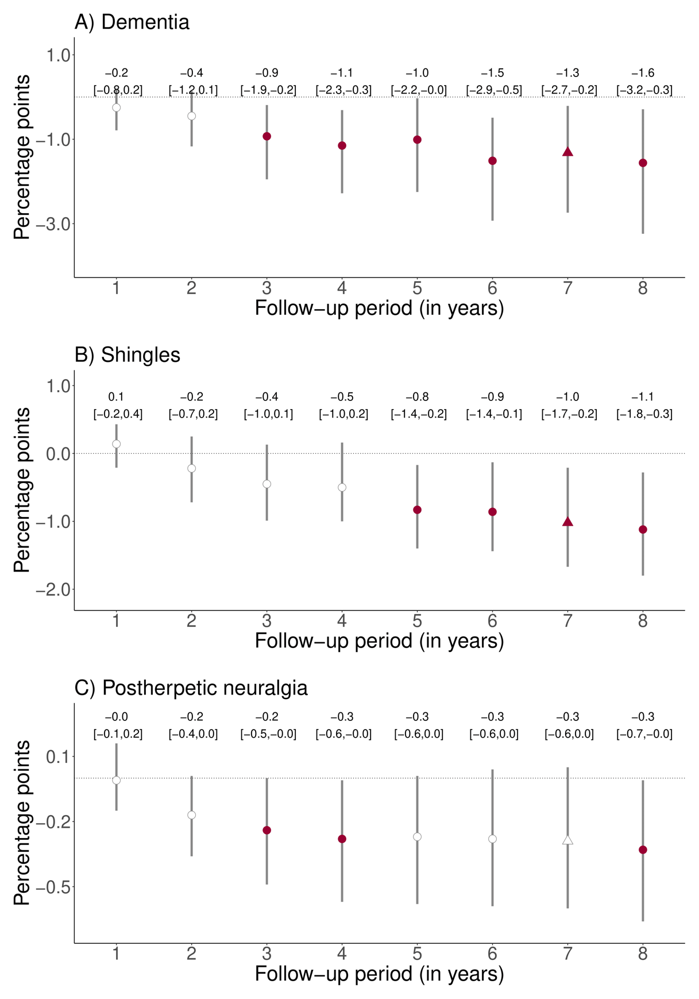 A) Dementia
Percentage points
1.0
−1.0
−3.0
−0.2 −0.4 −0.9 −1.1 −1.0 −1.5 −1.3 −1.6
[−0.8,0.2] [−1.2,0.1] [−1.9,−0.2] [−2.3,−0.3] [−2.2,−0.0] [−2.9,−0.5] [−2.7,−0.2] [−3.2,−0.3]
1 2 3 4 5 6 7 8
Follow−up period (in years)
B) Shingles
Percentage points
1.0
0.0
−1.0
−2.0
0.1 −0.2 −0.4 −0.5 −0.8 −0.9 −1.0 −1.1
[−0.2,0.4] [−0.7,0.2] [−1.0,0.1] [−1.0,0.2] [−1.4,−0.2] [−1.4,−0.1] [−1.7,−0.2] [−1.8,−0.3]
1 2 3 4 5 6 7 8
Follow−up period (in years)
C) Postherpetic neuralgia
Percentage points
0.1
−0.2
−0.5
−0.0 −0.2 −0.2 −0.3 −0.3 −0.3 −0.3 −0.3
[−0.1,0.2] [−0.4,0.0] [−0.5,−0.0] [−0.6,−0.0] [−0.6,0.0] [−0.6,0.0] [−0.6,0.0] [−0.7,−0.0]
1 2 3 4 5 6 7 8
Follow−up period (in years)